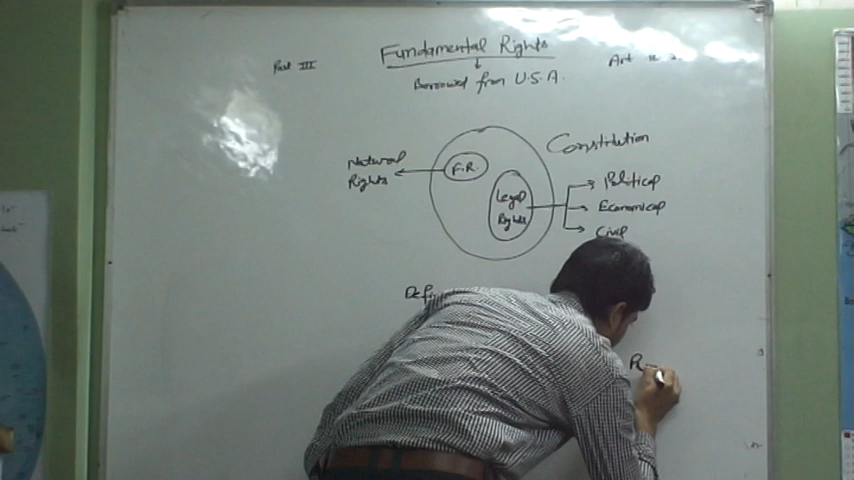 Fundamental Rights
Part III
Art
Borrowed from U.S.A.
Constitution
Natural
Rights
F.R.
Legal
Rights
Political
Economical
Civil